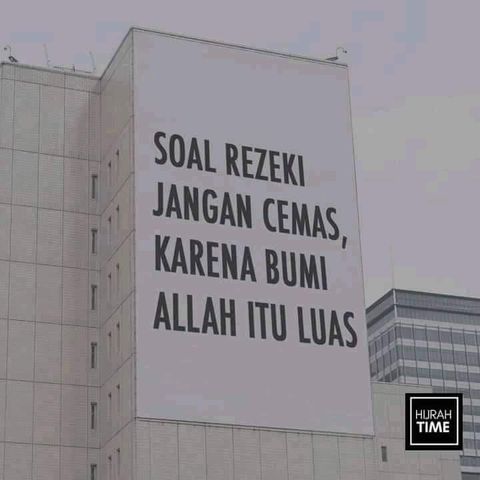 SOAL REZEKI
JANGAN CEMAS,
KARENA BUMI
ALLAH ITU LUAS
HIJRAH
TIME